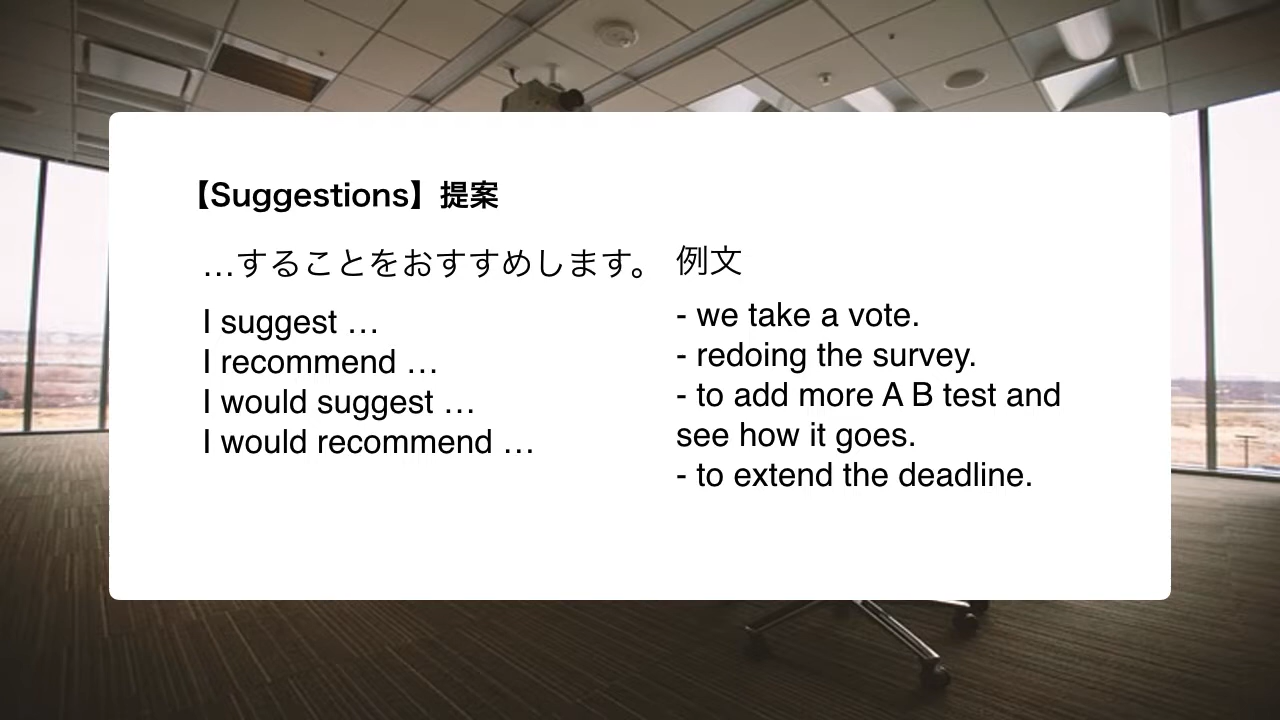 【Suggestions】提案
…することをおすすめします。
I suggest …
I recommend …
I would suggest …
I would recommend …
例文
- we take a vote.
- redoing the survey.
- to add more A B test and
see how it goes.
- to extend the deadline.